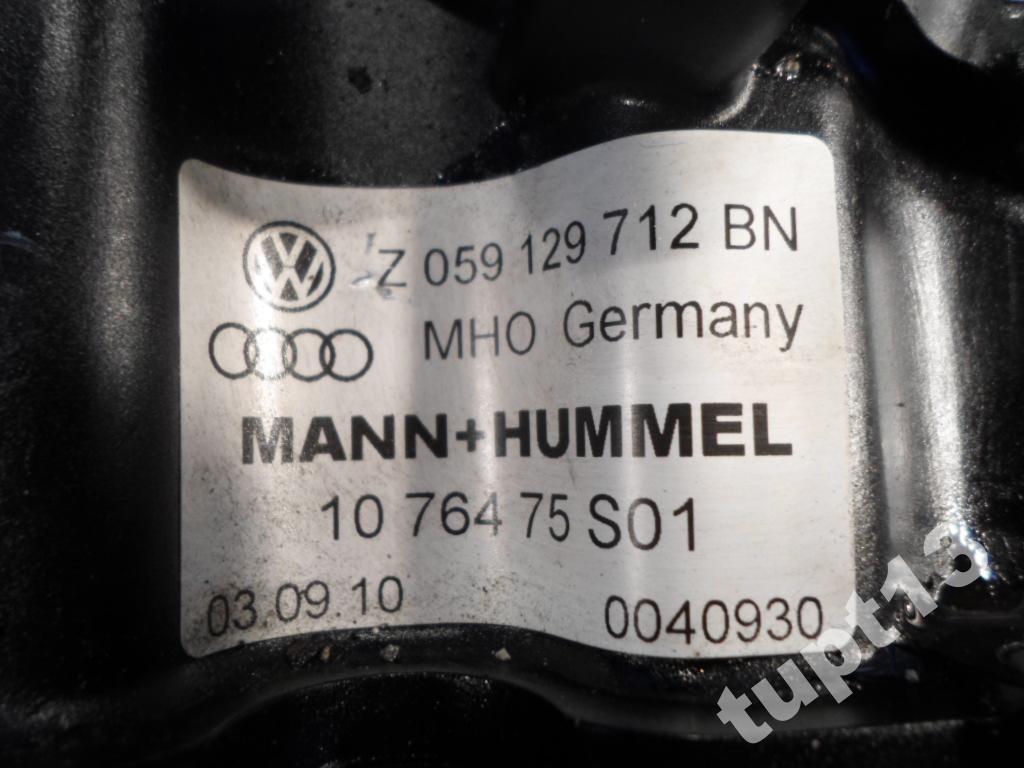 Z 059 129 712 BN
MHO Germany
MANN+HUMMEL
10 764 75 S01
03.09.10 0040930
tupt13